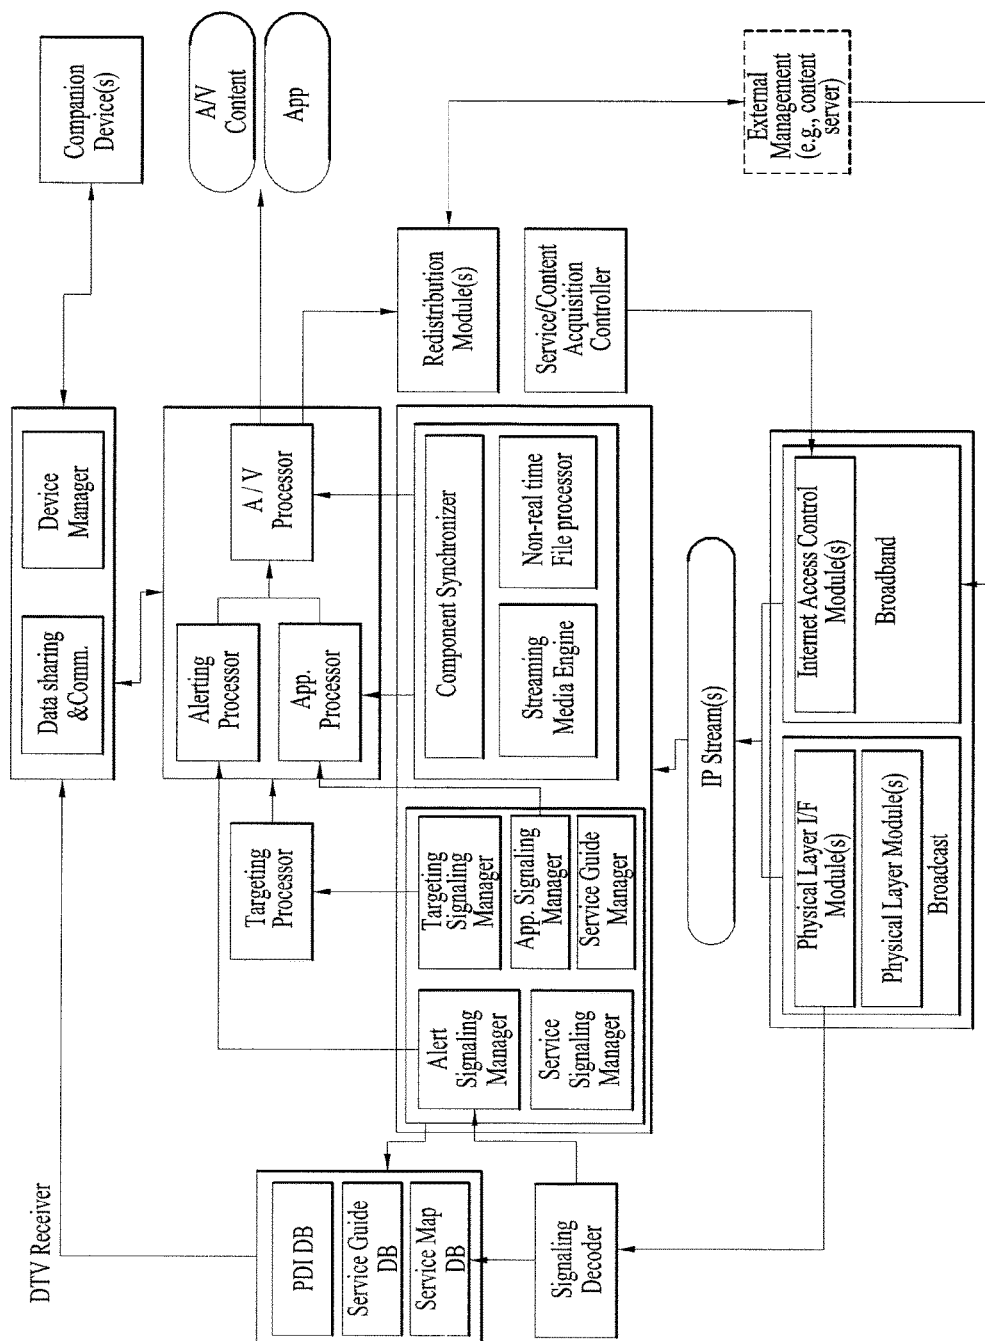 DTV Receiver
PDI DB
Service Guide
DB
Service Map
DB
Signaling
Decoder
Data sharing
&Comm.
Device
Manager
Companion
Device(s)
Targeting
Processor
Alerting
Processor
App.
Processor
A / V
Processor
A/V
Content
App
Alert
Signaling
Manager
Service
Signaling
Manager
Targeting
Signaling
Manager
App. Signaling
Manager
Service Guide
Manager
Component Synchronizer
Streaming
Media Engine
Non-real time
File processor
Redistribution
Module(s)
Service/Content
Acquisition
Controller
IP Stream(s)
Physical Layer I/F
Module(s)
Physical Layer Module(s)
Broadcast
Internet Access Control
Module(s)
Broadband
External
Management
(e.g., content
server)